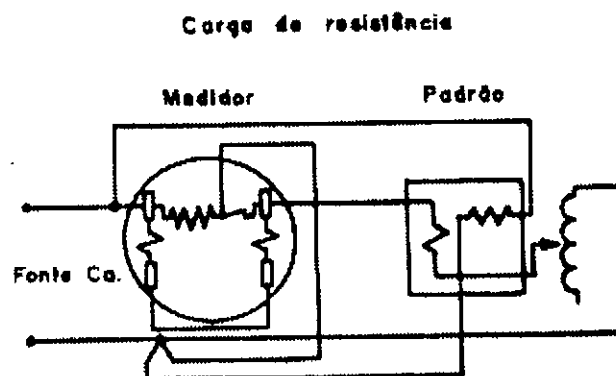 Carga de resistência
Medidor
Padrão
Fonte Ca.